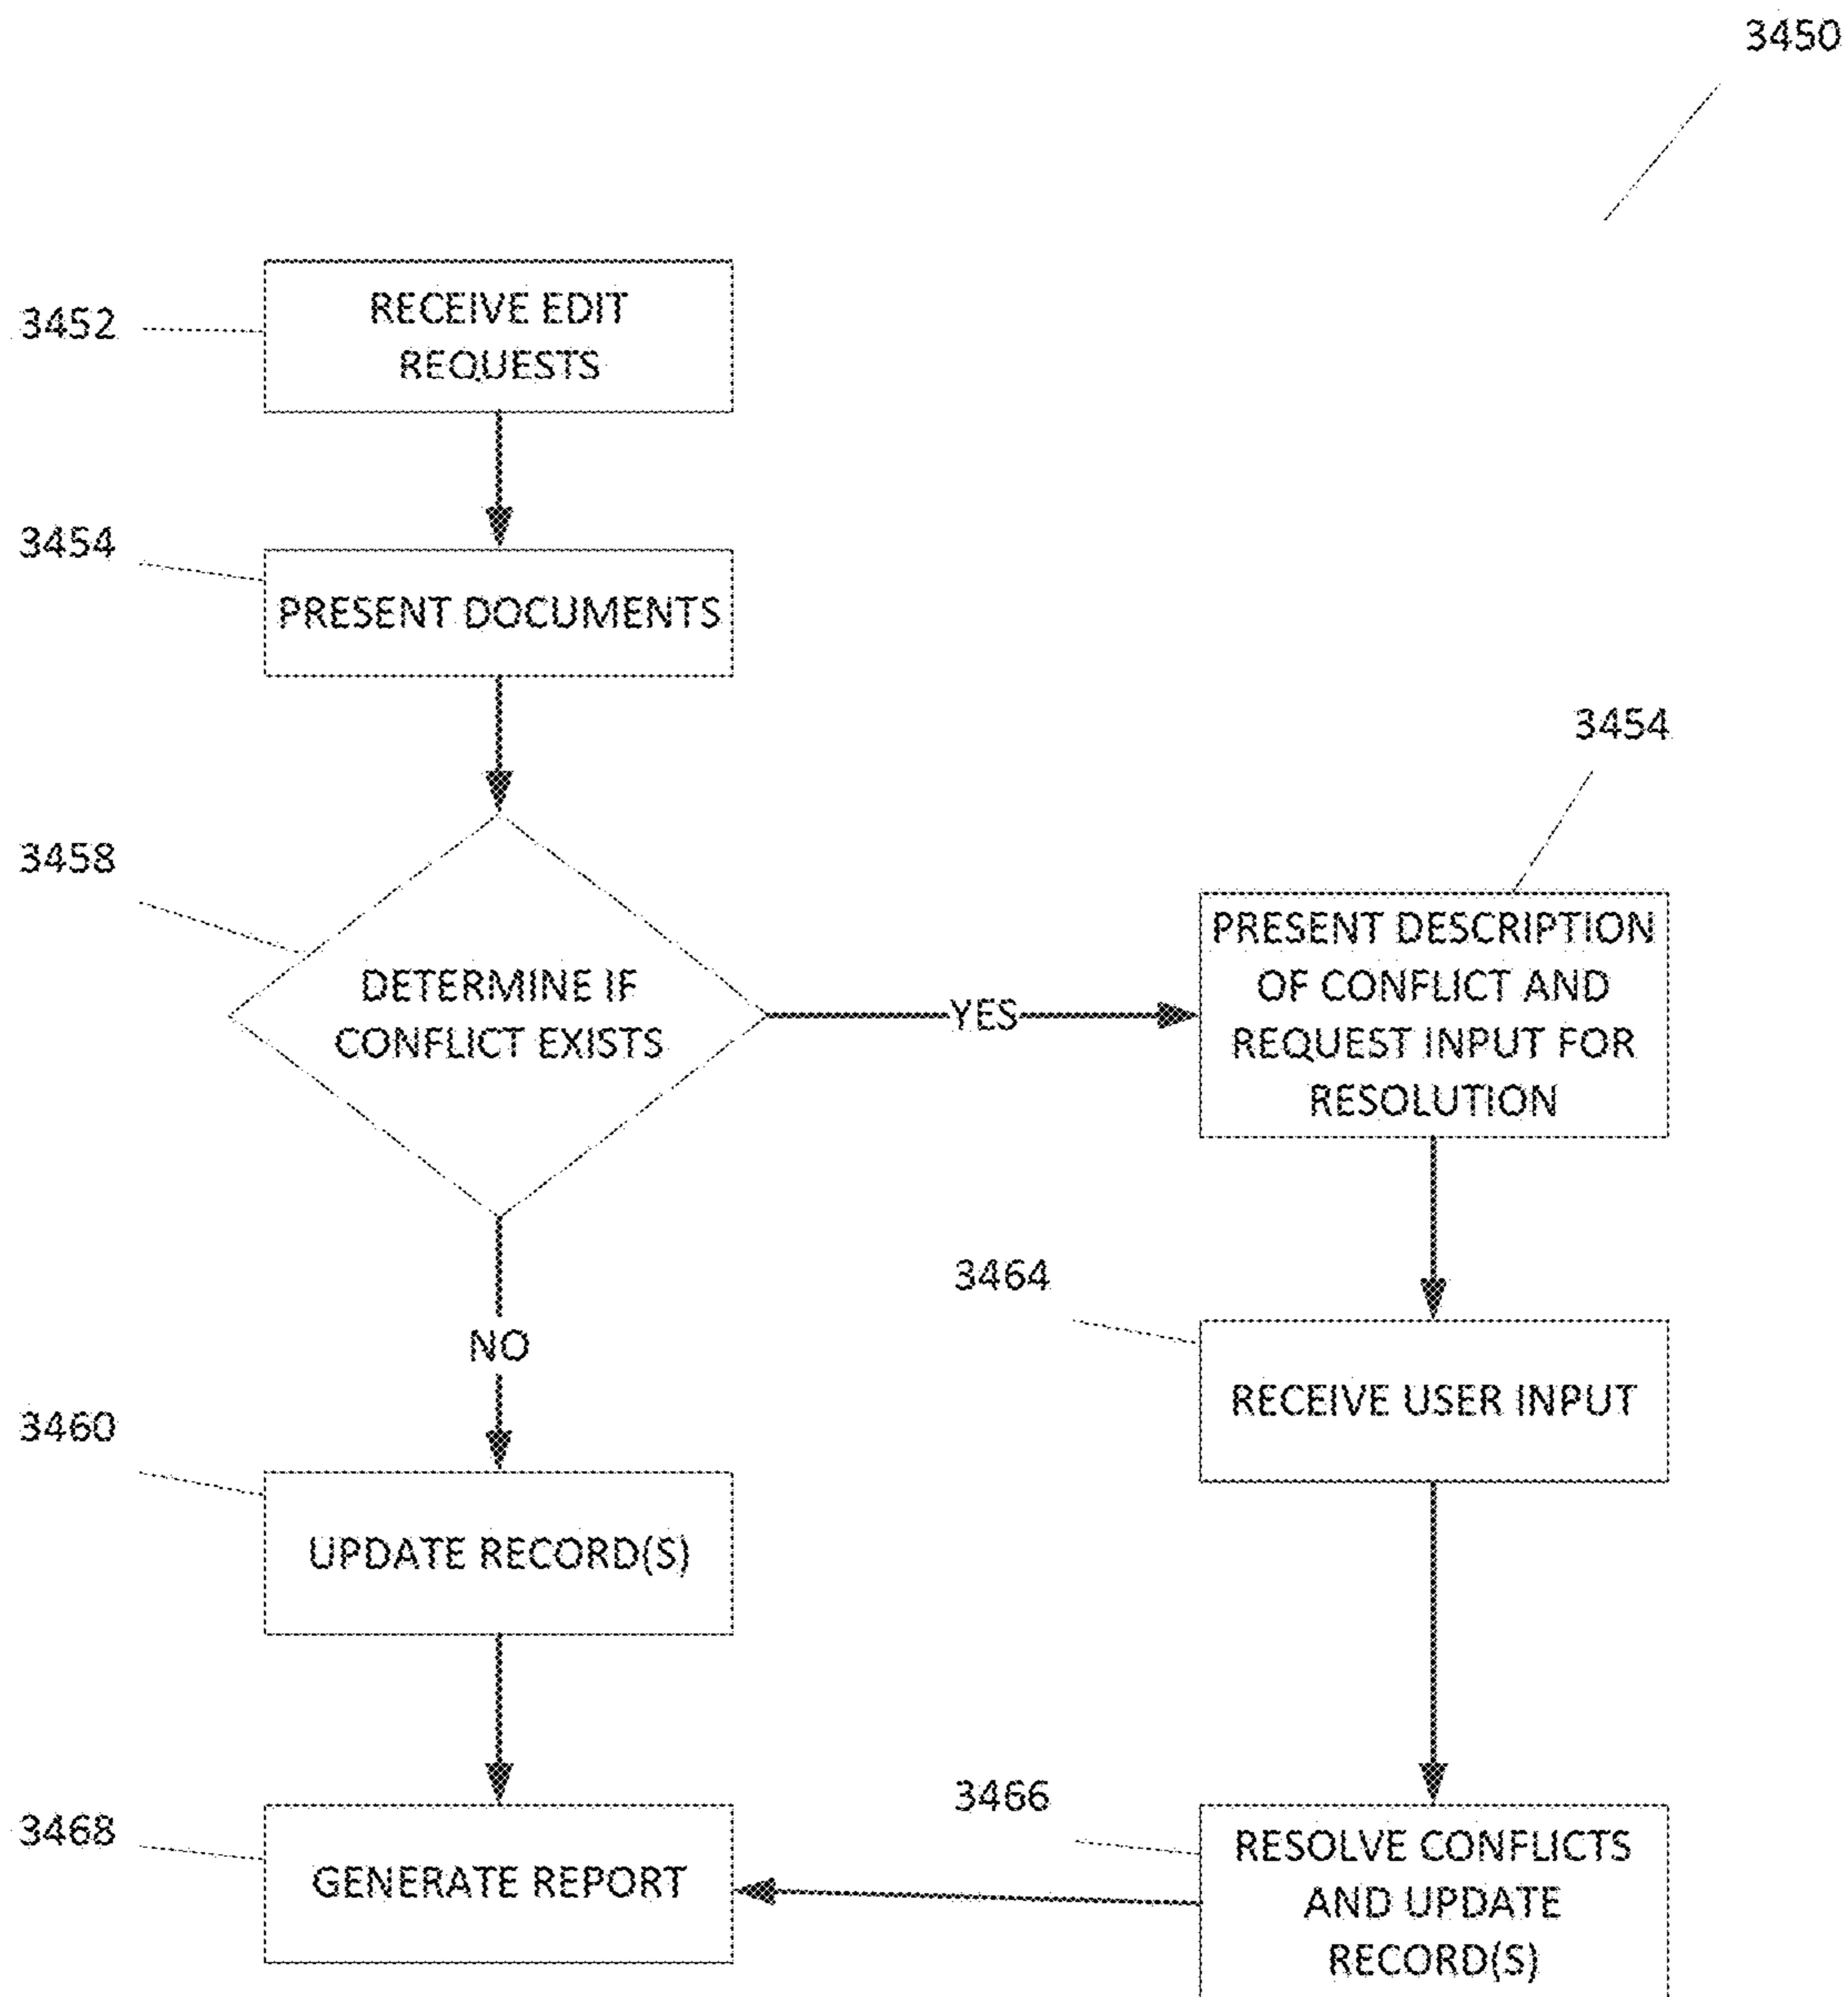 3450
3452
RECEIVE EDIT
REQUESTS
3454
PRESENT DOCUMENTS
3458
DETERMINE IF
CONFLICT EXISTS
YES
3454
PRESENT DESCRIPTION
OF CONFLICT AND
REQUEST INPUT FOR
RESOLUTION
NO
3464
RECEIVE USER INPUT
3460
UPDATE RECORD(S)
3468
GENERATE REPORT
3466
RESOLVE CONFLICTS
AND UPDATE
RECORD(S)